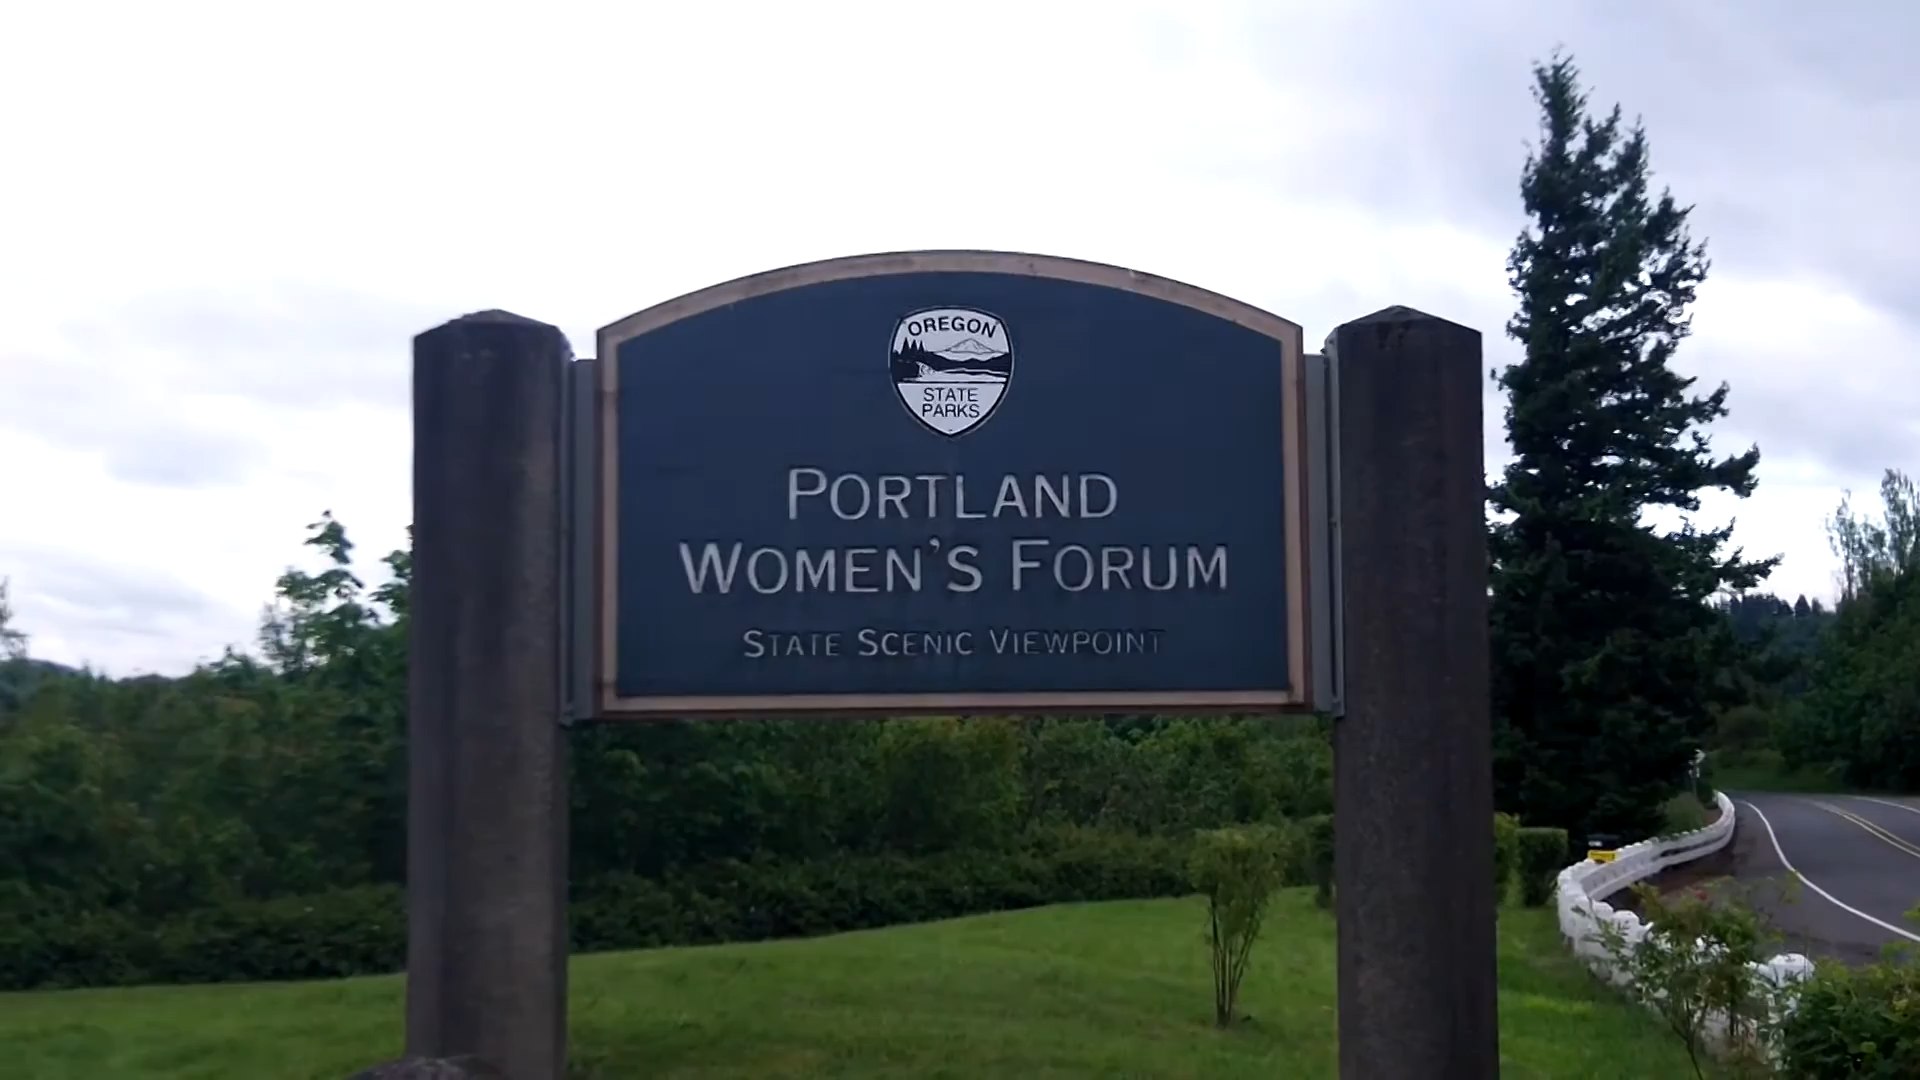 OREGON
STATE
PARKS
PORTLAND
WOMEN'S FORUM
STATE SCENIC VIEWPOINT